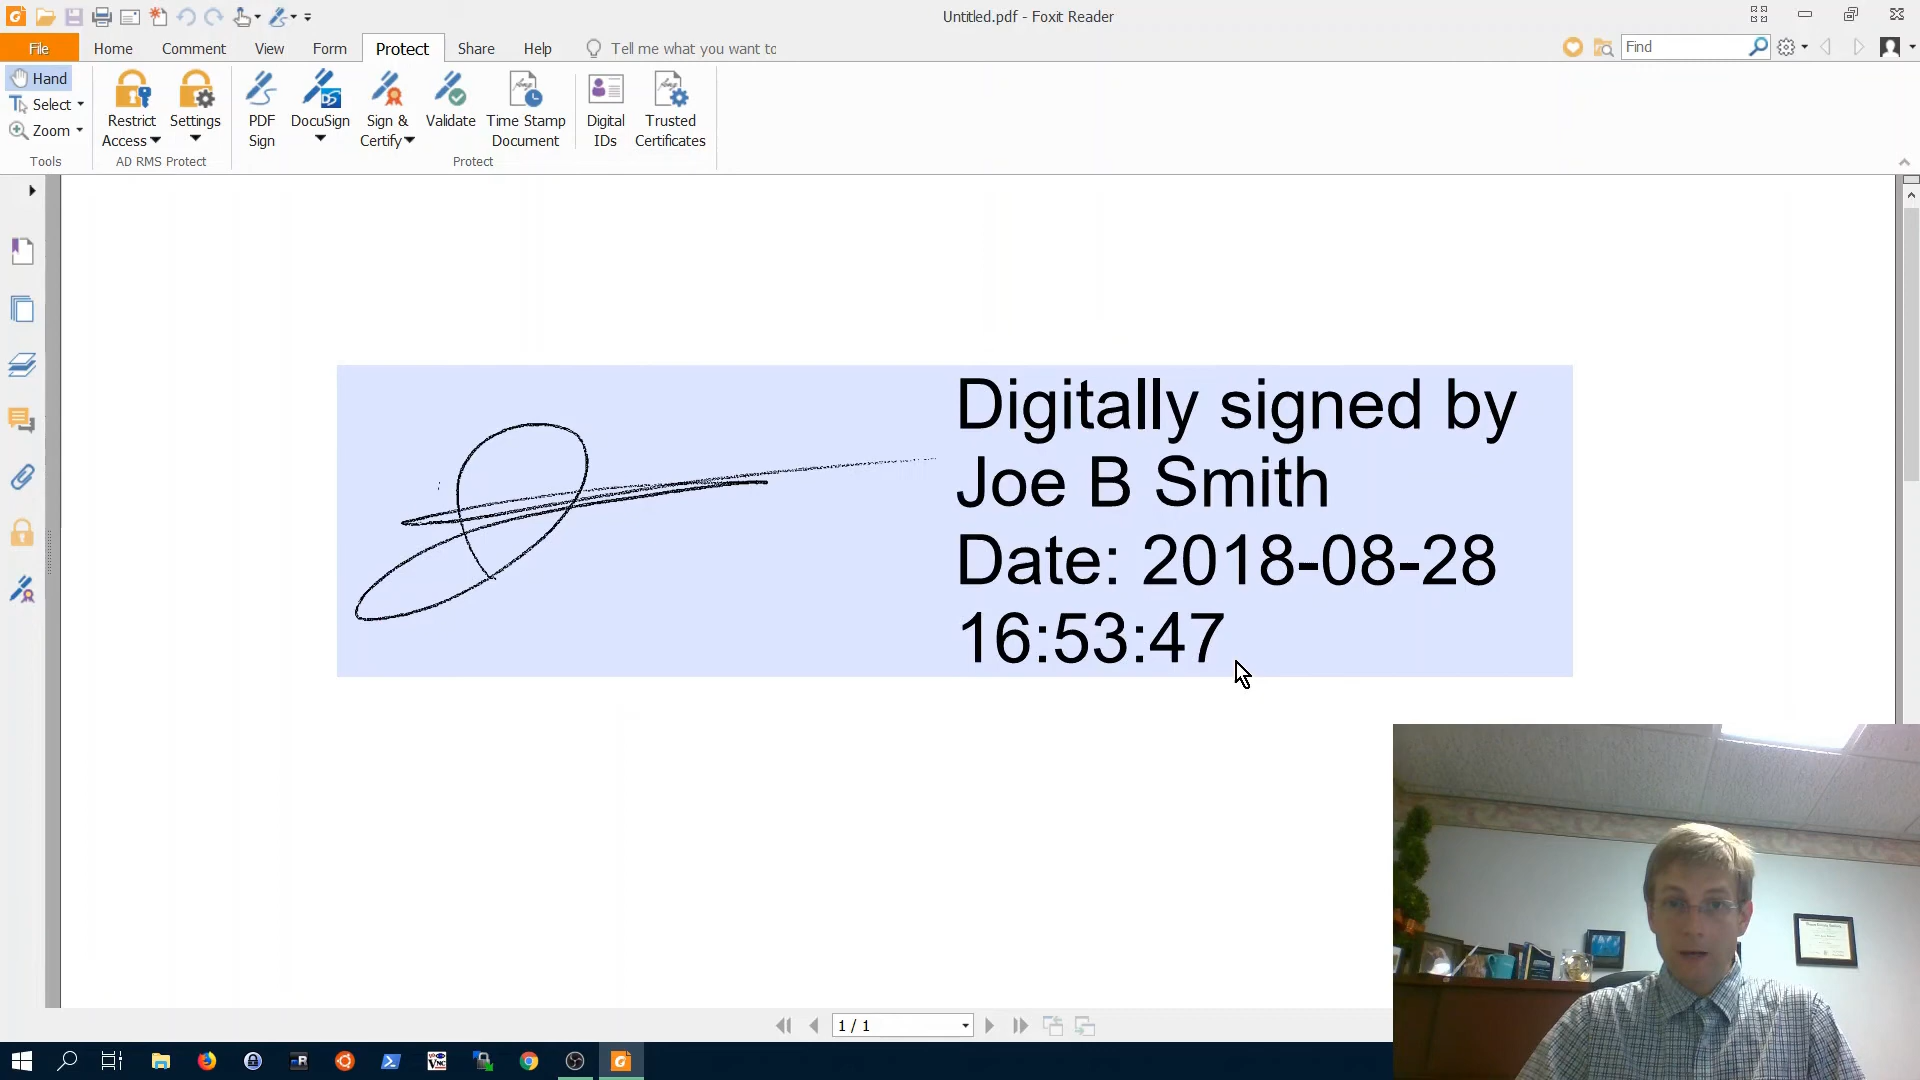 Untitled.pdf - Foxit Reader
File
Home
Comment
View
Form
Protect
Share
Help
Tell me what you want to
Find
Hand
Select
Zoom
Tools
Restrict
Access
Settings
AD RMS Protect
PDF
Sign
DocuSign
Sign &
Certify
Validate
Time Stamp
Document
Digital
IDs
Trusted
Certificates
Protect
Digitally signed by
Joe B Smith
Date: 2018-08-28
16:53:47
1 / 1